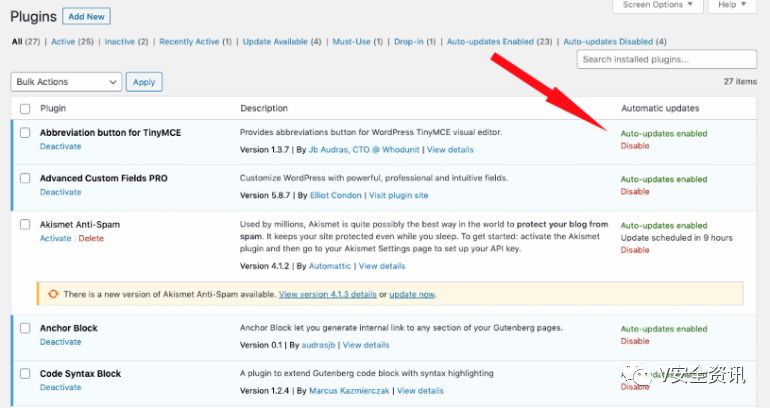 Screen Options ▼ Help ▼
Plugins Add New
All (27) | Active (25) | Inactive (2) | Recently Active (1) | Update Available (4) | Must-Use (1) | Drop-in (1) | Auto-updates Enabled (23) | Auto-updates Disabled (4)
Search installed plugins...
Bulk Actions Apply 27 items
Plugin Description Automatic updates
Abbreviation button for TinyMCE Provides abbreviations button for WordPress TinyMCE visual editor. Auto-updates enabled
Deactivate Version 1.3.7 | By Jb Audras, CTO @ Whodunit | View details Disable
Advanced Custom Fields PRO Customize WordPress with powerful, professional and intuitive fields. Auto-updates enabled
Deactivate Version 5.8.7 | By Elliot Condon | Visit plugin site Disable
Akismet Anti-Spam Used by millions, Akismet is quite possibly the best way in the world to protect your blog from Auto-updates enabled
Activate | Delete spam. It keeps your site protected even while you sleep. To get started: activate the Akismet Update scheduled in 9 hours
plugin and then go to your Akismet Settings page to set up your API key. Disable
Version 4.1.2 | By Automattic | View details
There is a new version of Akismet Anti-Spam available. View version 4.1.3 details or update now.
Anchor Block Anchor Block let you generate internal link to any section of your Gutenberg pages. Auto-updates enabled
Deactivate Version 0.1 | By audrasjb | View details Disable
Code Syntax Block A plugin to extend Gutenberg code block with syntax highlighting Auto-updates enabled
Deactivate Version 1.2.4 | By Marcus Kazmierczak | View details Disable
V安全资讯